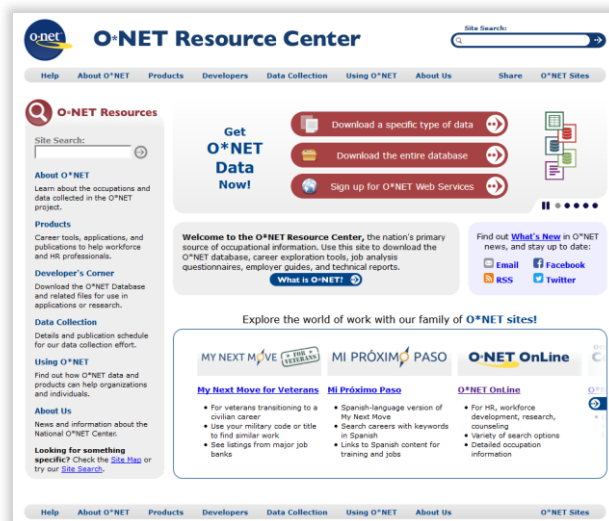 o·net
O*NET Resource Center
Site Search:
Help About O*NET Products Developers Data Collection Using O*NET About Us Share O*NET Sites
O*NET Resources
Site Search:
About O*NET
Learn about the occupations and
data collected in the O*NET
project.
Products
Career tools, applications, and
publications to help workforce
and HR professionals.
Developer's Corner
Download the O*NET Database
and related files for use in
applications or research.
Data Collection
Details and publication schedule
for our data collection effort.
Using O*NET
Find out how O*NET data and
products can help organizations
and individuals.
About Us
News and information about the
National O*NET Center.
Looking for something
specific? Check the Site Map or
try our Site Search.
Get
O*NET
Data
Now!
Download a specific type of data
Download the entire database
Sign up for O*NET Web Services
Welcome to the O*NET Resource Center, the nation's primary
source of occupational information. Use this site to download the
O*NET database, career exploration tools, job analysis
questionnaires, employer guides, and technical reports.
What is O*NET?
Find out What's New in O*NET
news, and stay up to date:
Email Facebook
RSS Twitter
Explore the world of work with our family of O*NET sites!
MY NEXT MOVE FOR VETERANS
My Next Move for Veterans
• For veterans transitioning to a
civilian career
• Use your military code or title
to find similar work
• See listings from major job
banks
MI PRÓXIMO PASO
Mi Próximo Paso
• Spanish-language version of
My Next Move
• Search careers with keywords
in Spanish
• Links to Spanish content for
training and jobs
O*NET OnLine
O*NET OnLine
• For HR, workforce
development, research,
counseling
• Variety of search options
• Detailed occupation
information
Help About O*NET Products Developers Data Collection Using O*NET About Us O*NET Sites